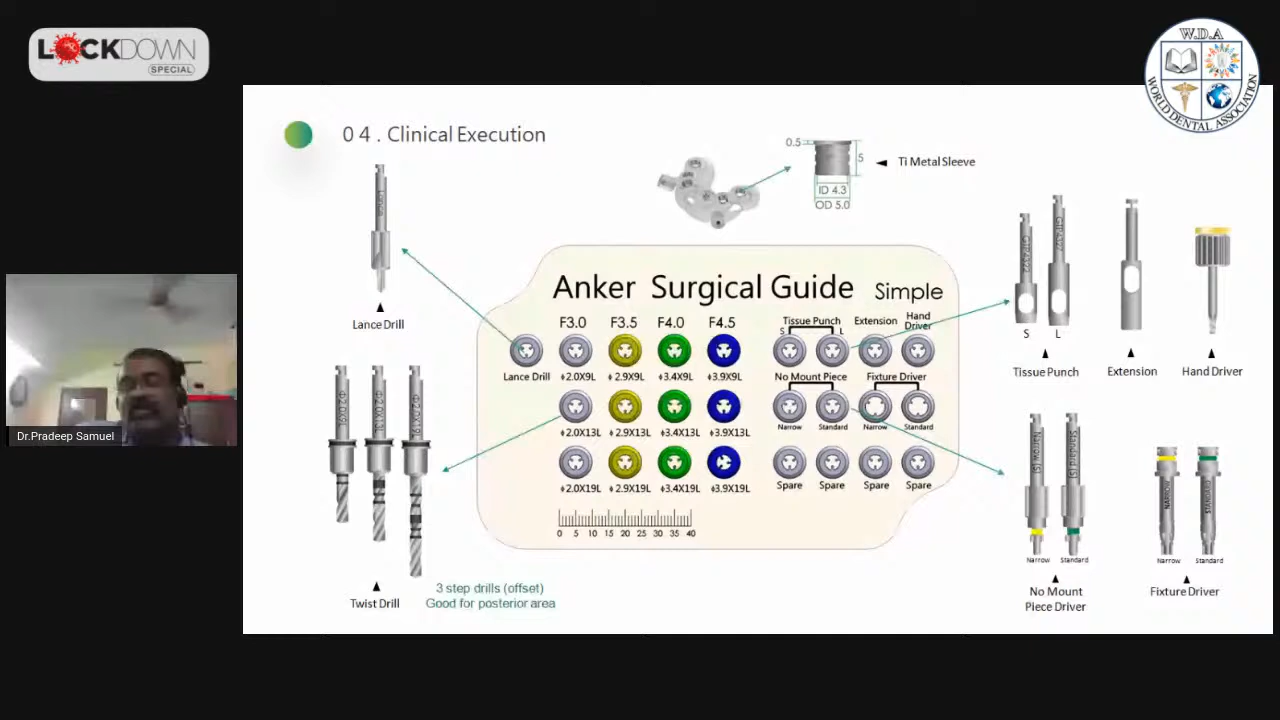 LOCKDOWN
SPECIAL
W.D.A
WORLD DENTAL ASSOCIATION
04. Clinical Execution
0.5
5
ID 4.3
OD 5.0
Ti Metal Sleeve
Lance Drill
Anker Surgical Guide Simple
F3.0 F3.5 F4.0 F4.5
Tissue Punch Extension Hand Driver
S L
Lance Drill ϕ2.0X9L ϕ2.9X9L ϕ3.4X9L ϕ3.9X9L
No Mount Piece Fixture Driver
Narrow Standard Narrow Standard
ϕ2.0X13L ϕ2.9X13L ϕ3.4X13L ϕ3.9X13L
ϕ2.0X19L ϕ2.9X19L ϕ3.4X19L ϕ3.9X19L
Spare Spare Spare Spare
0 5 10 15 20 25 30 35 40
S L
Tissue Punch
Extension
Hand Driver
Twist Drill
3 step drills (offset)
Good for posterior area
NARROW STANDARD
Narrow Standard
No Mount
Piece Driver
Narrow Standard
Fixture Driver
Dr.Pradeep Samuel